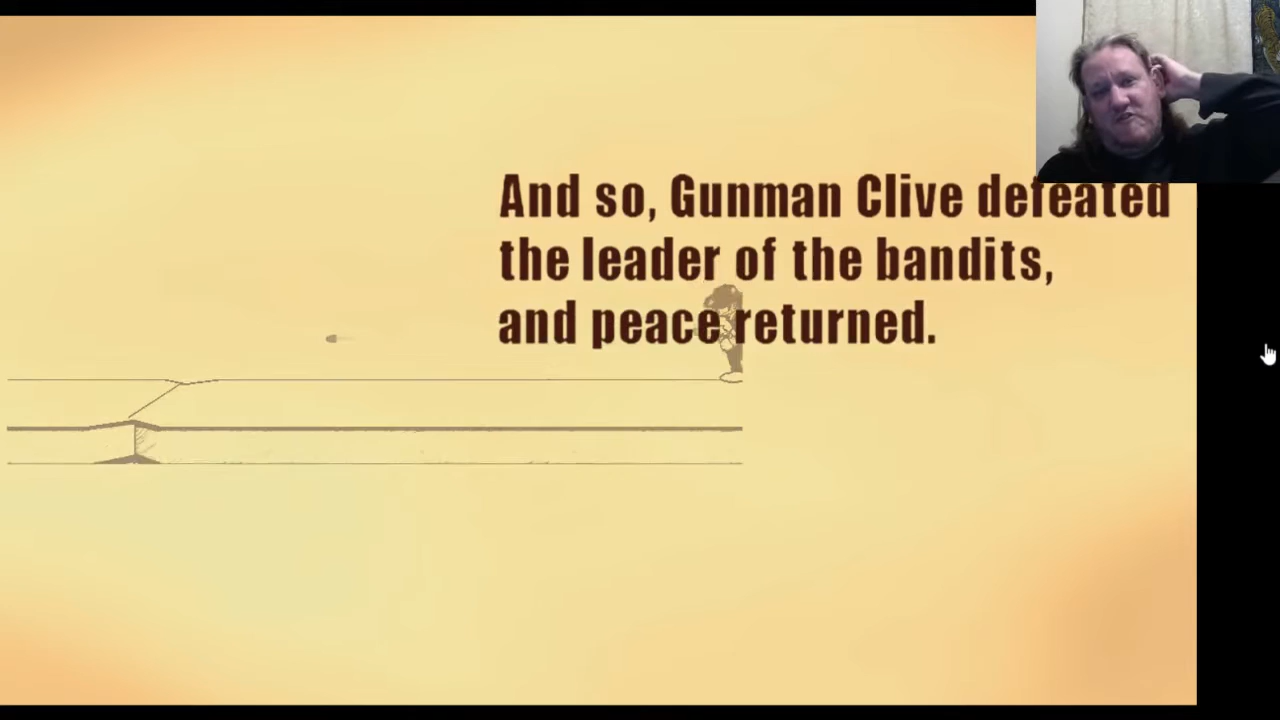 And so, Gunman Clive defeated
the leader of the bandits,
and peace returned.